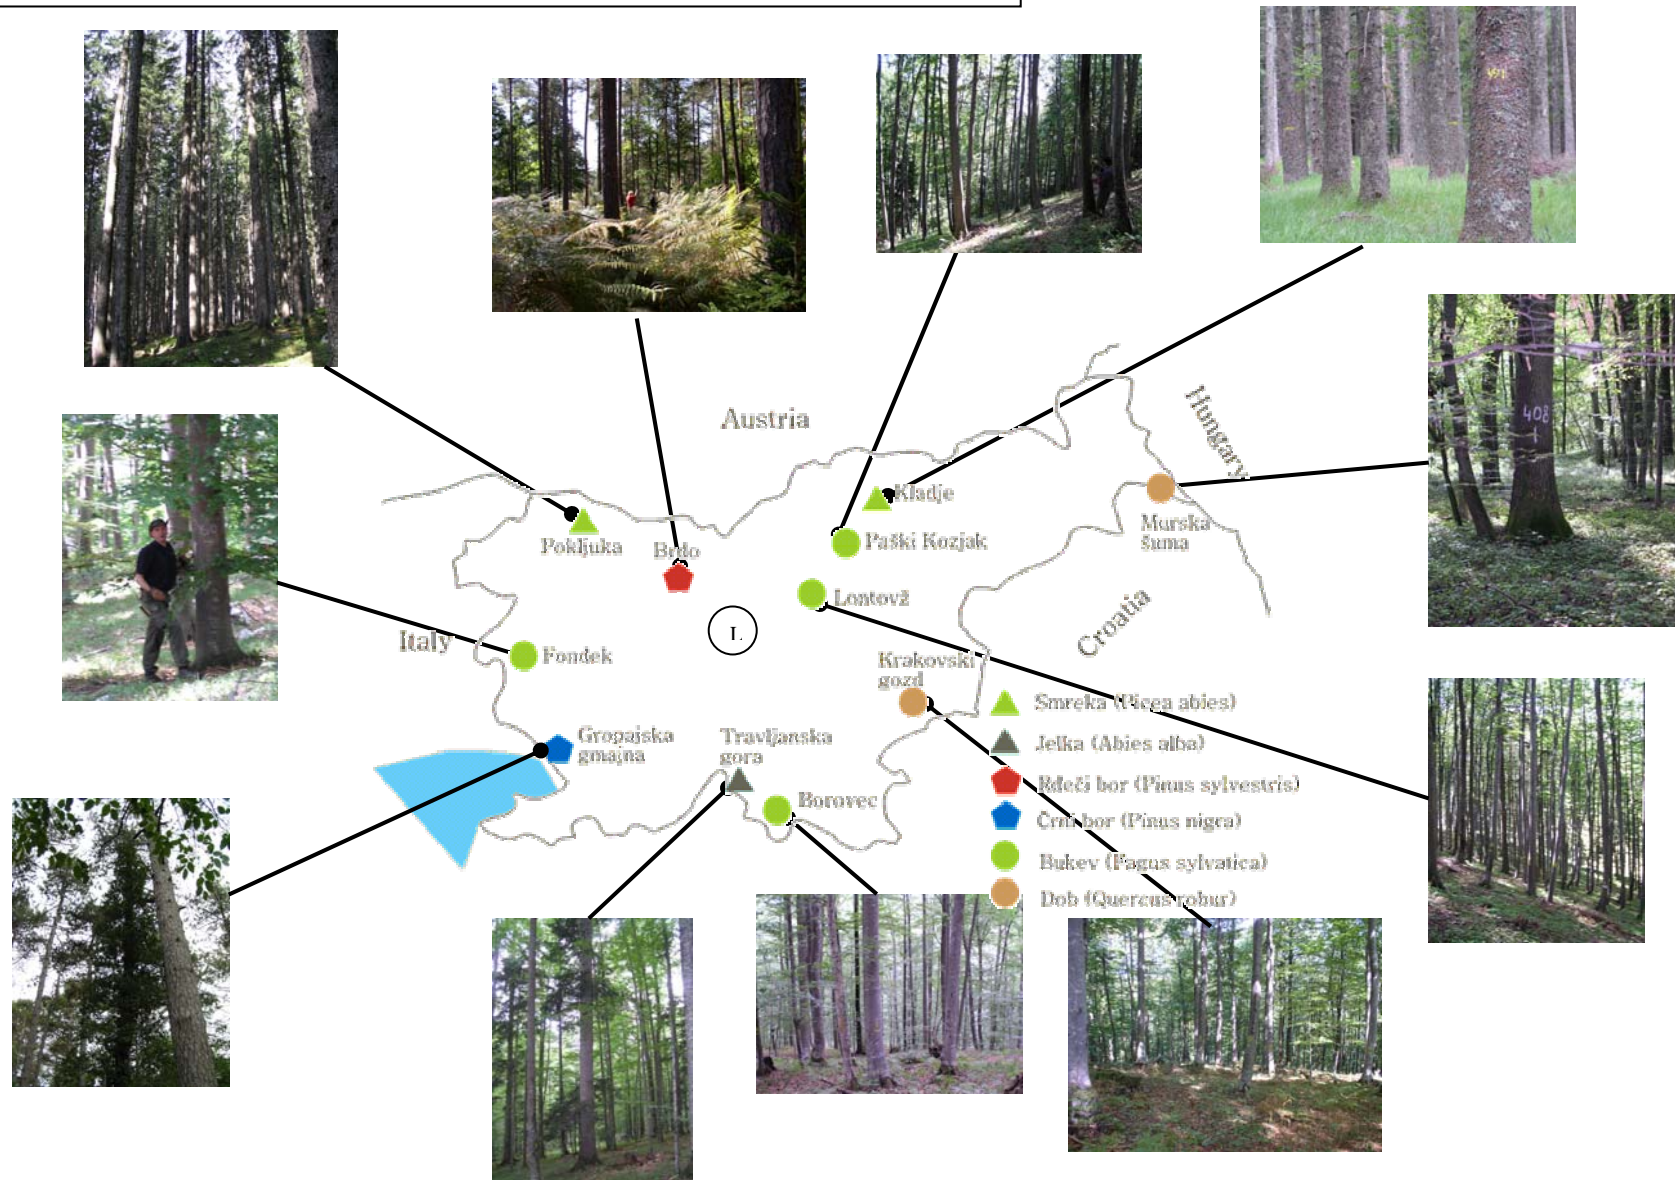 491
408
1
Austria
Hungary
Kladje
Pokljuka
Brdo
Paški Kozjak
Murska
šuma
Lontovž
L.
Italy
Croatia
Fondek
Krakovski
gozd
Gropajska
gmajna
Travljanska
gora
Borovec
Smreka (Picea abies)
Jelka (Abies alba)
Rdeči bor (Pinus sylvestris)
Črni bor (Pinus nigra)
Bukev (Fagus sylvatica)
Dob (Quercus robur)